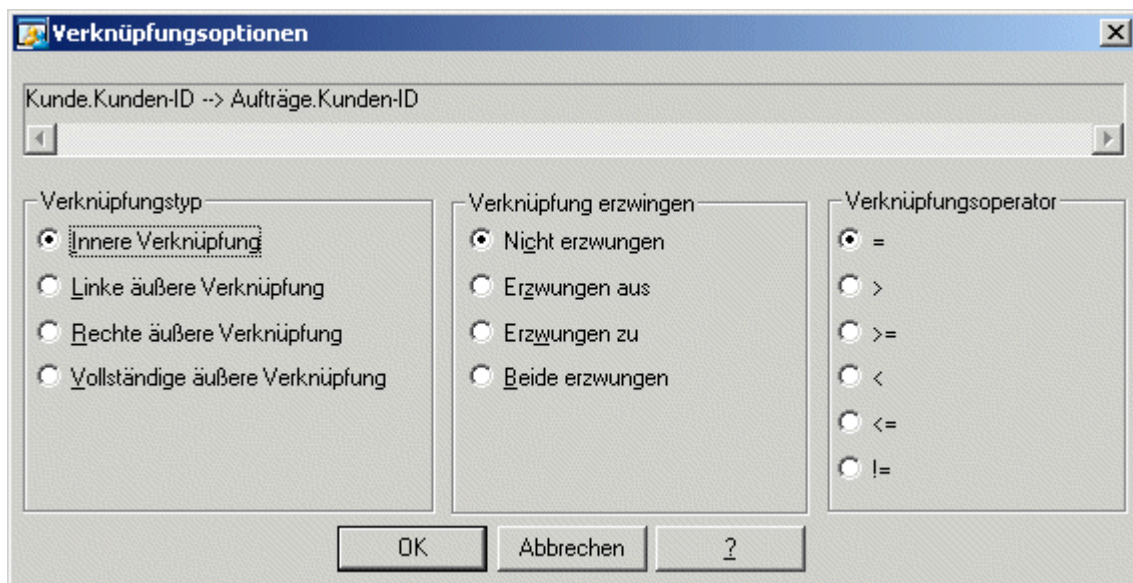 Verknüpfungsoptionen
Kunde.Kunden-ID --> Aufträge.Kunden-ID
Verknüpfungstyp
Innere Verknüpfung
Linke äußere Verknüpfung
Rechte äußere Verknüpfung
Vollständige äußere Verknüpfung
Verknüpfung erzwingen
Nicht erzwungen
Erzwungen aus
Erzwungen zu
Beide erzwungen
Verknüpfungsoperator
=
>
>=
<
<=
!=
OK
Abbrechen
?